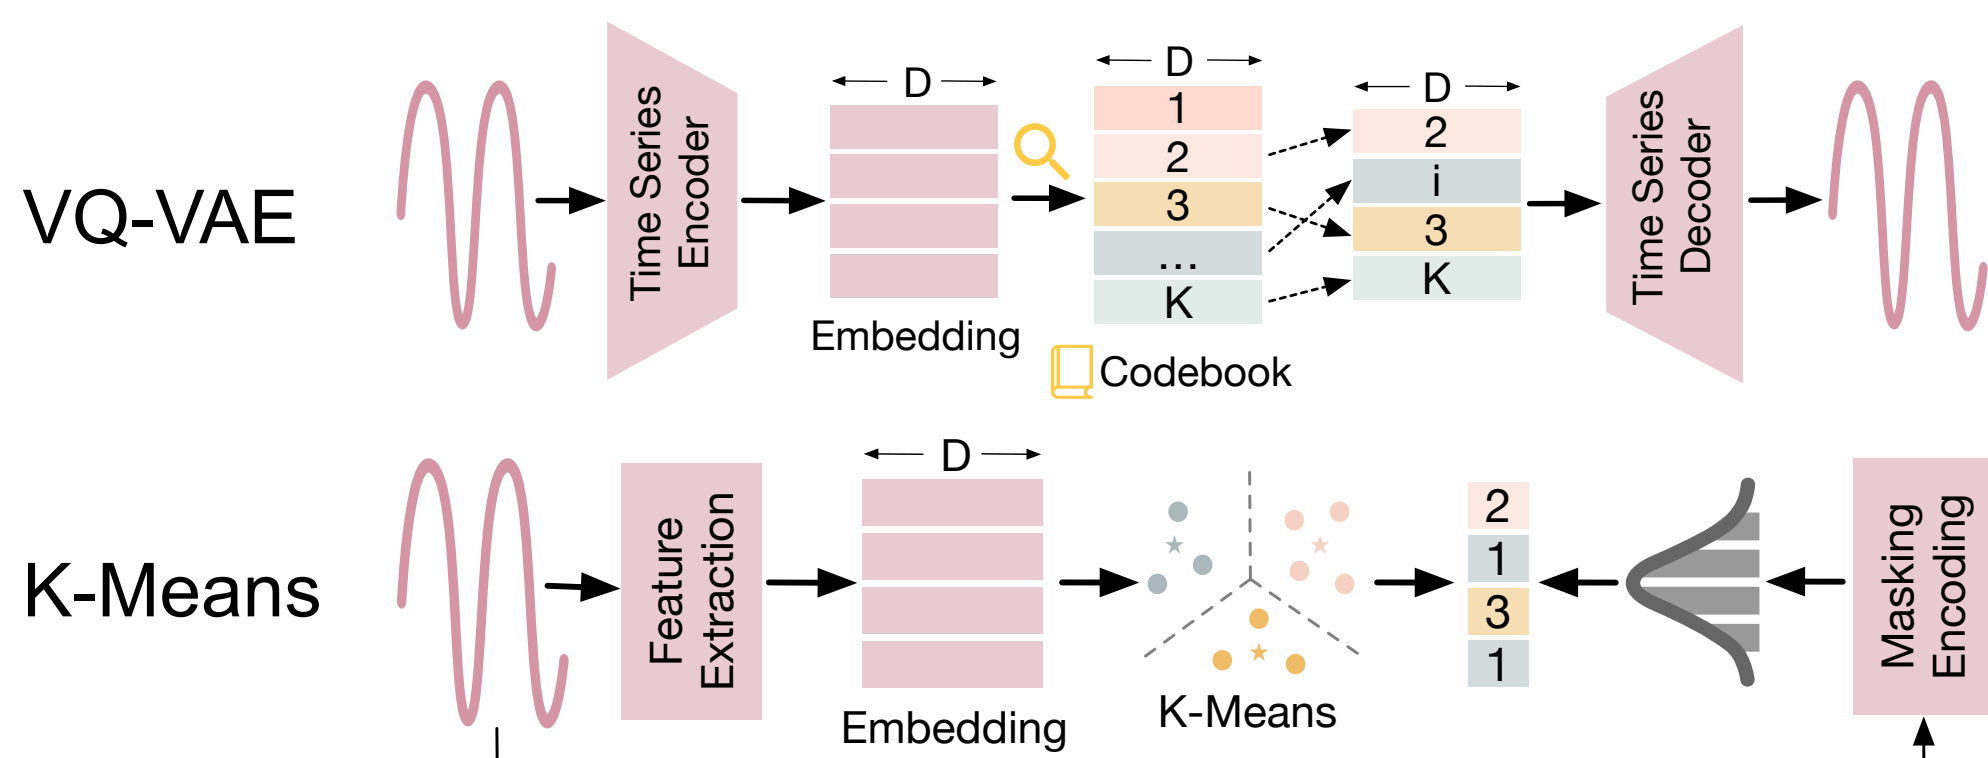 VQ-VAE
Time Series
Encoder
D
Embedding
D
1
2
3
...
K
Codebook
D
2
i
3
K
Time Series
Decoder
K-Means
Feature
Extraction
D
Embedding
K-Means
2
1
3
1
Masking
Encoding